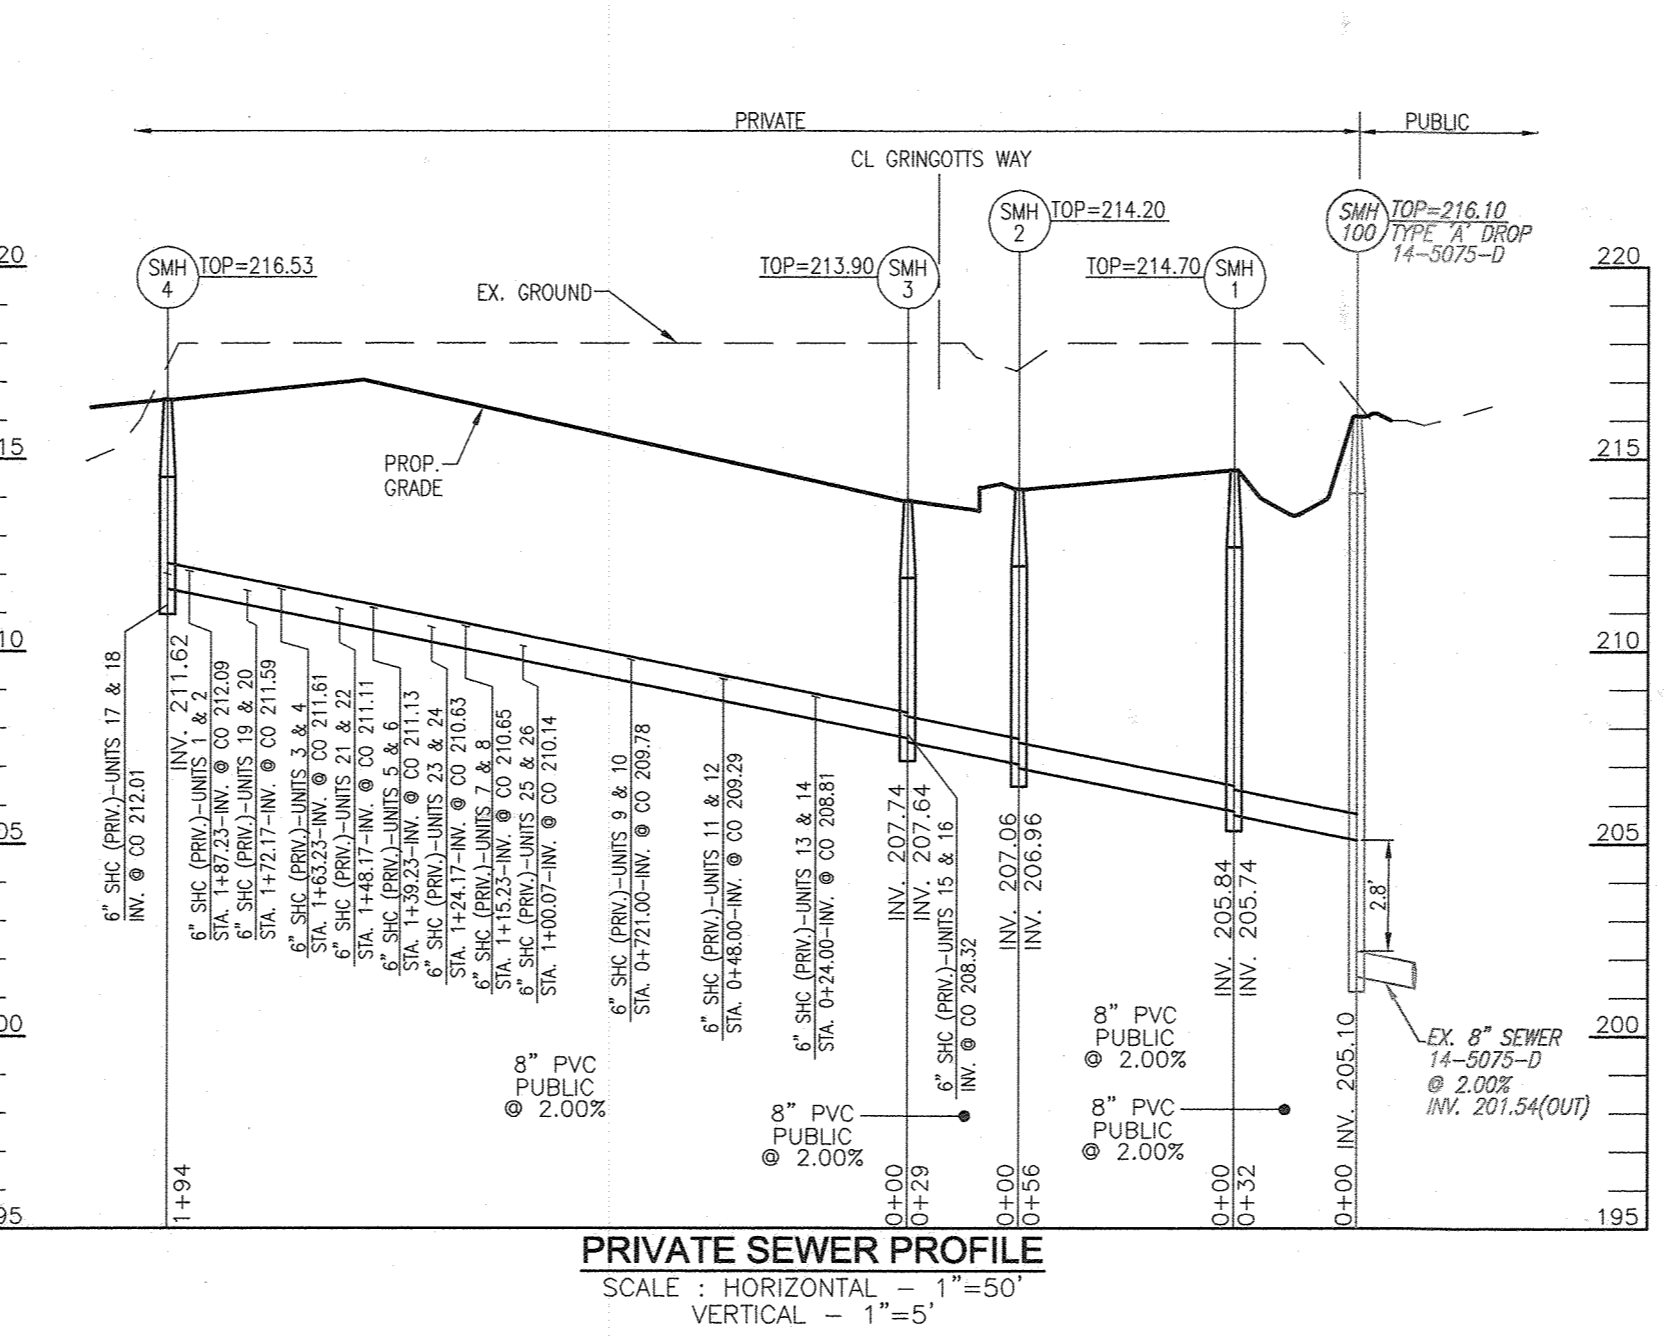 PRIVATE
PUBLIC
CL GRINGOTTS WAY
SMH
4
TOP=216.53
EX. GROUND
TOP=213.90
SMH
3
SMH
2
TOP=214.20
TOP=214.70
SMH
1
SMH
100
TOP=216.10
TYPE 'A' DROP
14-5075-D
20
15
10
05
00
95
220
215
210
205
200
195
PROP.
GRADE
6" SHC (PRIV.)-UNITS 17 & 18
INV. @ CO 212.01
INV. 211.62
6" SHC (PRIV.)-UNITS 1 & 2
STA. 1+87.23-INV. @ CO 212.09
6" SHC (PRIV.)-UNITS 19 & 20
STA. 1+72.17-INV. @ CO 211.59
6" SHC (PRIV.)-UNITS 3 & 4
STA. 1+63.23-INV. @ CO 211.61
6" SHC (PRIV.)-UNITS 21 & 22
STA. 1+48.17-INV. @ CO 211.11
6" SHC (PRIV.)-UNITS 5 & 6
STA. 1+39.23-INV. @ CO 211.13
6" SHC (PRIV.)-UNITS 23 & 24
STA. 1+24.17-INV. @ CO 210.63
6" SHC (PRIV.)-UNITS 7 & 8
STA. 1+15.23-INV. @ CO 210.65
6" SHC (PRIV.)-UNITS 25 & 26
STA. 1+00.07-INV. @ CO 210.14
6" SHC (PRIV.)-UNITS 9 & 10
STA. 0+721.00-INV. @ CO 209.78
6" SHC (PRIV.)-UNITS 11 & 12
STA. 0+48.00-INV. @ CO 209.29
6" SHC (PRIV.)-UNITS 13 & 14
STA. 0+24.00-INV. @ CO 208.81
INV. 207.74
INV. 207.64
6" SHC (PRIV.)-UNITS 15 & 16
INV. @ CO 208.32
INV. 207.06
INV. 206.96
INV. 205.84
INV. 205.74
2.8'
INV. 205.10
EX. 8" SEWER
14-5075-D
@ 2.00%
INV. 201.54(OUT)
8" PVC
PUBLIC
@ 2.00%
8" PVC
PUBLIC
@ 2.00%
8" PVC
PUBLIC
@ 2.00%
8" PVC
PUBLIC
@ 2.00%
1+94
0+00
0+29
0+00
0+56
0+00
0+32
0+00
PRIVATE SEWER PROFILE
SCALE : HORIZONTAL - 1"=50'
VERTICAL - 1"=5'